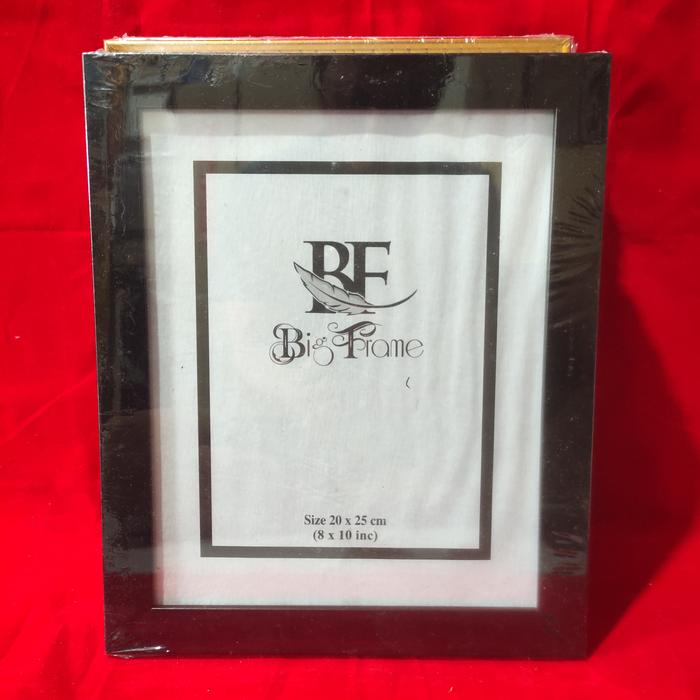 BF
Big Frame
Size 20 x 25 cm
(8 x 10 inc)